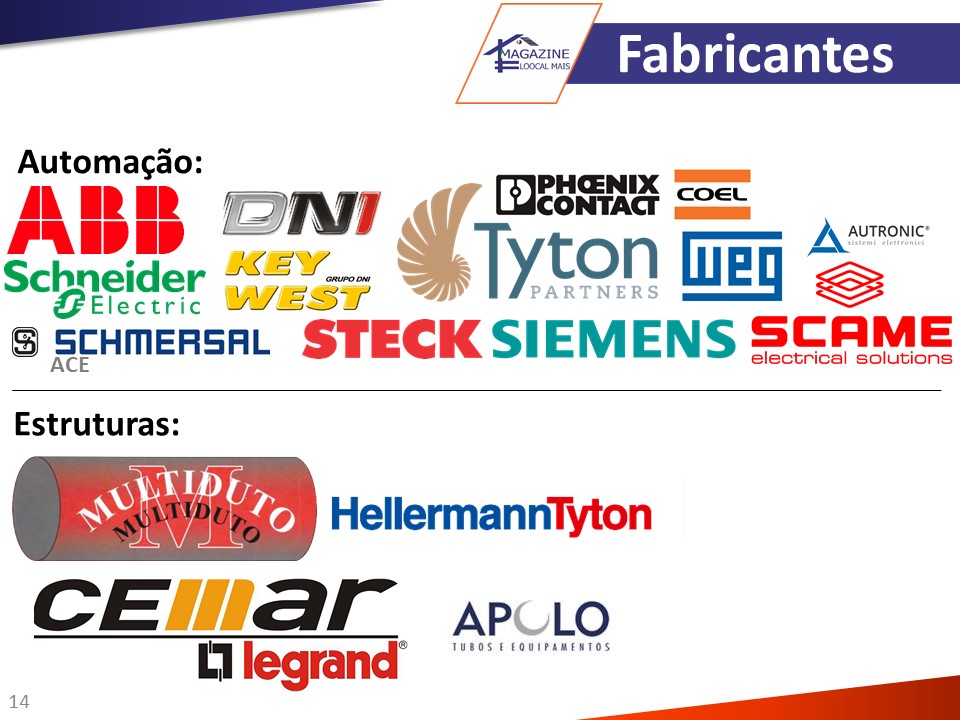 MAGAZINE
LOOCAL MAIS
Fabricantes
Automação:
ABB
DNI
PHŒNIX
CONTACT
COEL
Tyton
PARTNERS
AUTRONIC®
sistemi elettronici
Schneider
Electric
KEY
GRUPO DNI
WEST
weg
SCHMERSAL
ACE
STECK
SIEMENS
SCAME
electrical solutions
Estruturas:
M
MULTIDUTO
MULTIDUTO
HellermannTyton
CEMAR
legrand®
APOLO
TUBOS E EQUIPAMENTOS
14